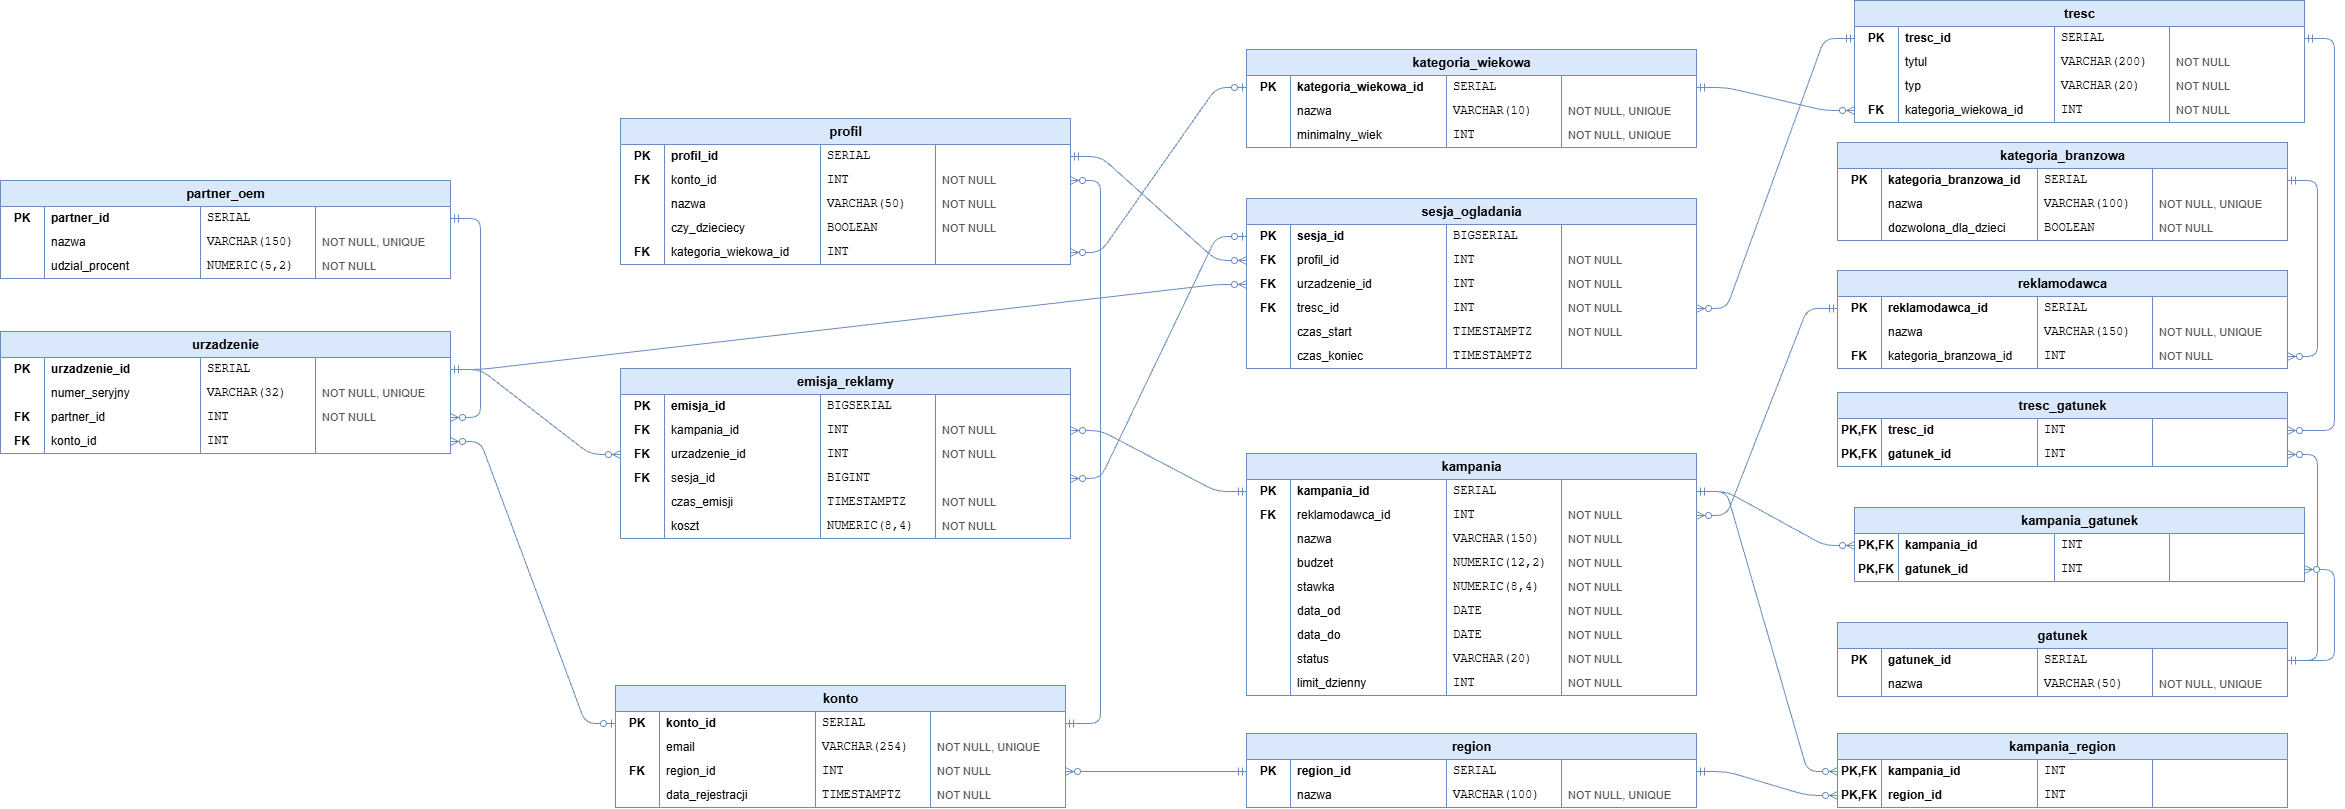 partner_oem
PK partner_id SERIAL
nazwa VARCHAR(150) NOT NULL, UNIQUE
udzial_procent NUMERIC(5,2) NOT NULL
urzadzenie
PK urzadzenie_id SERIAL
numer_seryjny VARCHAR(32) NOT NULL, UNIQUE
FK partner_id INT NOT NULL
FK konto_id INT
profil
PK profil_id SERIAL
FK konto_id INT NOT NULL
nazwa VARCHAR(50) NOT NULL
czy_dzieciecy BOOLEAN NOT NULL
FK kategoria_wiekowa_id INT
emisja_reklamy
PK emisja_id BIGSERIAL
FK kampania_id INT NOT NULL
FK urzadzenie_id INT NOT NULL
FK sesja_id BIGINT
czas_emisji TIMESTAMPTZ NOT NULL
koszt NUMERIC(8,4) NOT NULL
konto
PK konto_id SERIAL
email VARCHAR(254) NOT NULL, UNIQUE
FK region_id INT NOT NULL
data_rejestracji TIMESTAMPTZ NOT NULL
kategoria_wiekowa
PK kategoria_wiekowa_id SERIAL
nazwa VARCHAR(10) NOT NULL, UNIQUE
minimalny_wiek INT NOT NULL, UNIQUE
sesja_ogladania
PK sesja_id BIGSERIAL
FK profil_id INT NOT NULL
FK urzadzenie_id INT NOT NULL
FK tresc_id INT NOT NULL
czas_start TIMESTAMPTZ NOT NULL
czas_koniec TIMESTAMPTZ
kampania
PK kampania_id SERIAL
FK reklamodawca_id INT NOT NULL
nazwa VARCHAR(150) NOT NULL
budzet NUMERIC(12,2) NOT NULL
stawka NUMERIC(8,4) NOT NULL
data_od DATE NOT NULL
data_do DATE NOT NULL
status VARCHAR(20) NOT NULL
limit_dzienny INT NOT NULL
region
PK region_id SERIAL
nazwa VARCHAR(100) NOT NULL, UNIQUE
tresc
PK tresc_id SERIAL
tytul VARCHAR(200) NOT NULL
typ VARCHAR(20) NOT NULL
FK kategoria_wiekowa_id INT NOT NULL
kategoria_branzowa
PK kategoria_branzowa_id SERIAL
nazwa VARCHAR(100) NOT NULL, UNIQUE
dozwolona_dla_dzieci BOOLEAN NOT NULL
reklamodawca
PK reklamodawca_id SERIAL
nazwa VARCHAR(150) NOT NULL, UNIQUE
FK kategoria_branzowa_id INT NOT NULL
tresc_gatunek
PK,FK tresc_id INT
PK,FK gatunek_id INT
kampania_gatunek
PK,FK kampania_id INT
PK,FK gatunek_id INT
gatunek
PK gatunek_id SERIAL
nazwa VARCHAR(50) NOT NULL, UNIQUE
kampania_region
PK,FK kampania_id INT
PK,FK region_id INT